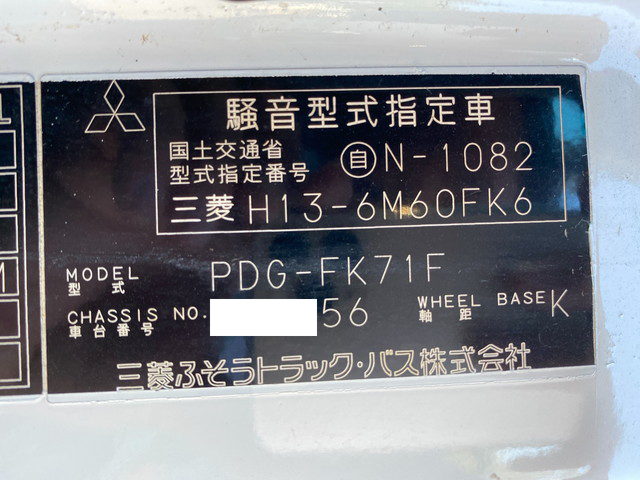 L
騒音型式指定車
国土交通省
型式指定番号 自N-1082
三菱 H13-6M60FK6
M
MODEL
型式 PDG-FK71F
CHASSIS NO.
車台番号 56
WHEEL BASE
軸距 K
三菱ふそうトラック・バス株式会社